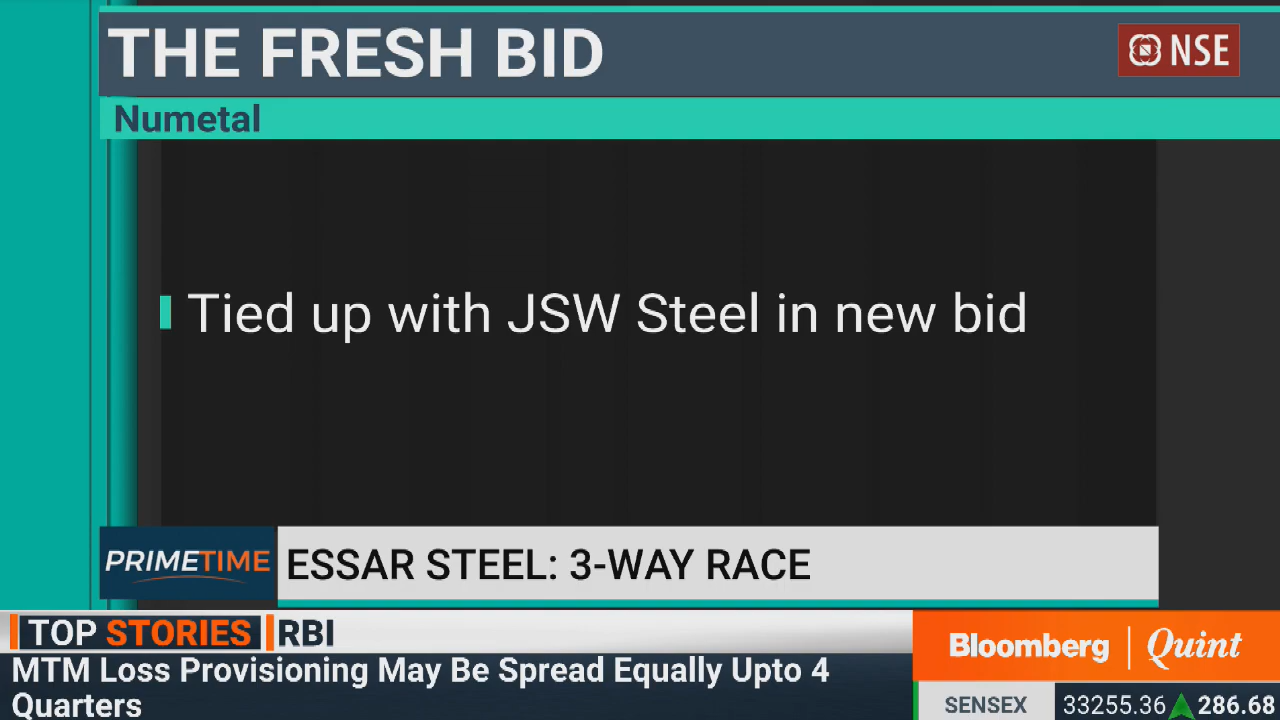 THE FRESH BID
NSE
Numetal
Tied up with JSW Steel in new bid
PRIMETIME
ESSAR STEEL: 3-WAY RACE
TOP STORIES RBI
MTM Loss Provisioning May Be Spread Equally Upto 4
Quarters
Bloomberg | Quint
SENSEX 33255.36 286.68